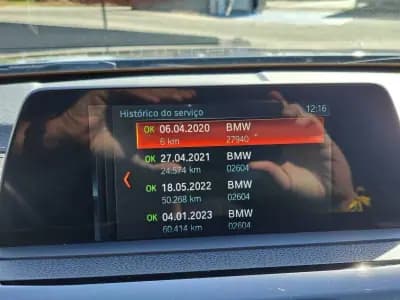 Histórico do serviço 12:16
OK 06.04.2020 BMW
6 km 27940
OK 27.04.2021 BMW
24.574 km 02604
OK 18.05.2022 BMW
50.268 km 02604
OK 04.01.2023 BMW
60.414 km 02604